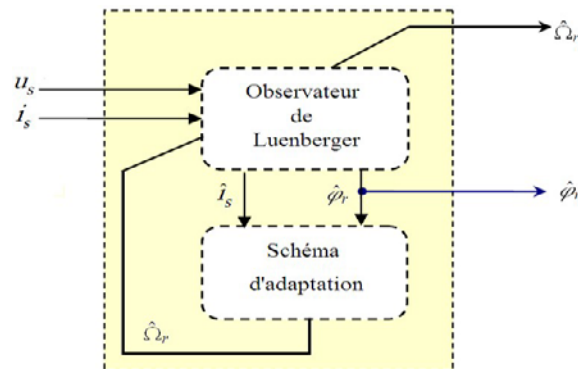 Ω̂ᵣ
uₛ
iₛ
Observateur
de
Luenberger
îₛ
φ̂ᵣ
φ̂ᵣ
Schéma
d'adaptation
Ω̂ᵣ